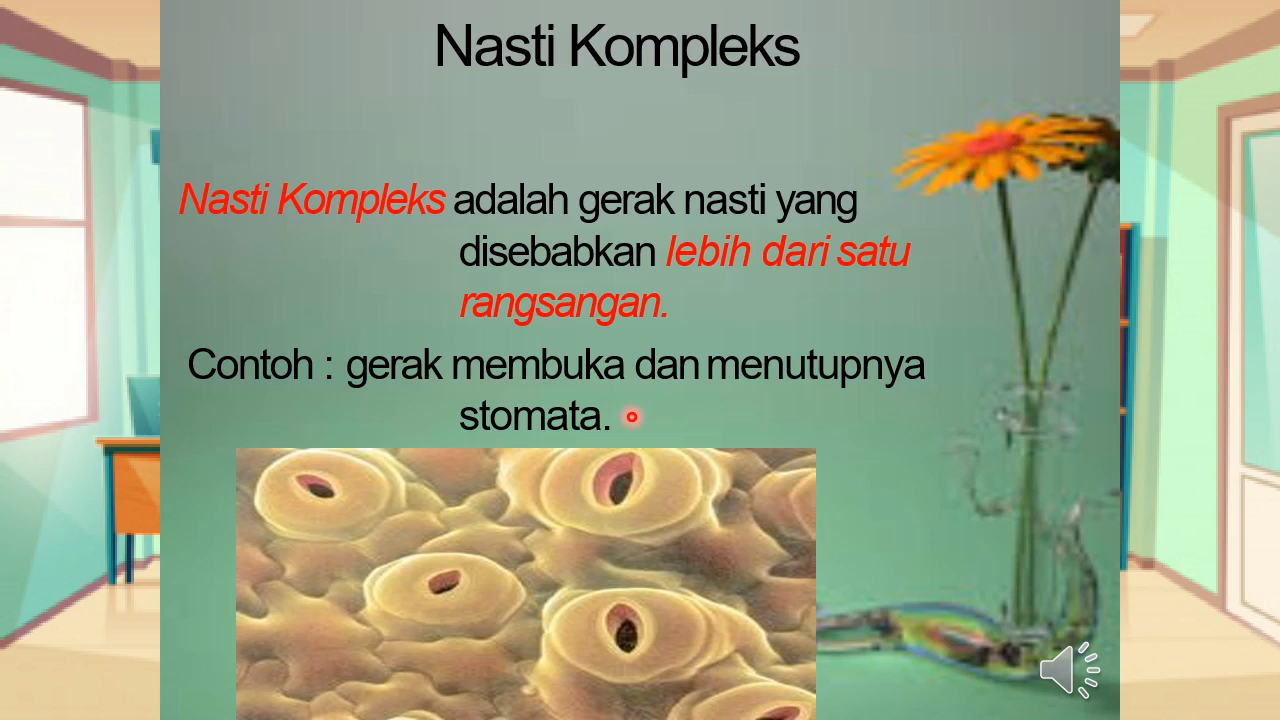 Nasti Kompleks
Nasti Kompleks adalah gerak nasti yang
disebabkan lebih dari satu
rangsangan.
Contoh : gerak membuka dan menutupnya
stomata.